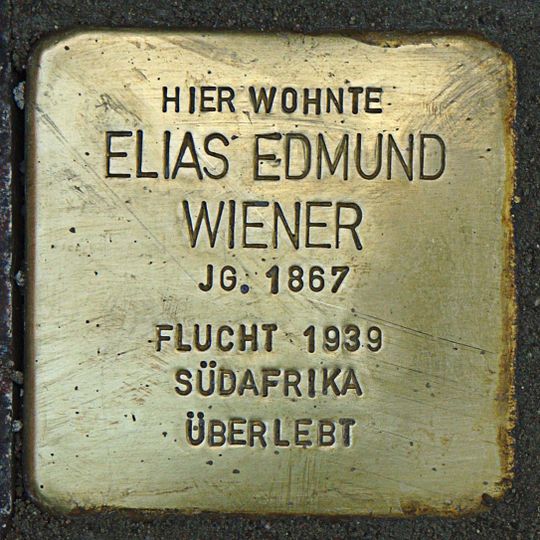 HIER WOHNTE
ELIAS EDMUND
WIENER
JG. 1867
FLUCHT 1939
SÜDAFRIKA
ÜBERLEBT